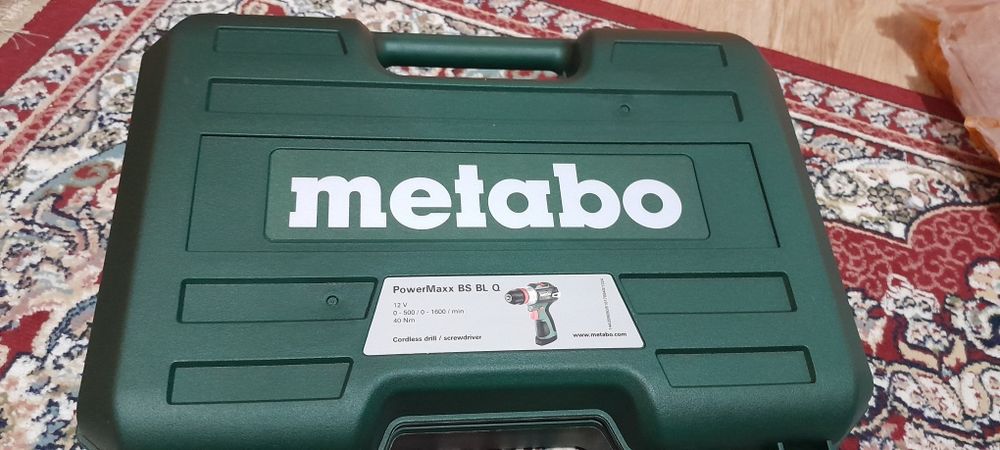 metabo
PowerMaxx BS BL Q
12 V
0 - 500 / 0 - 1600 / min
40 Nm
Cordless drill / screwdriver
www.metabo.com